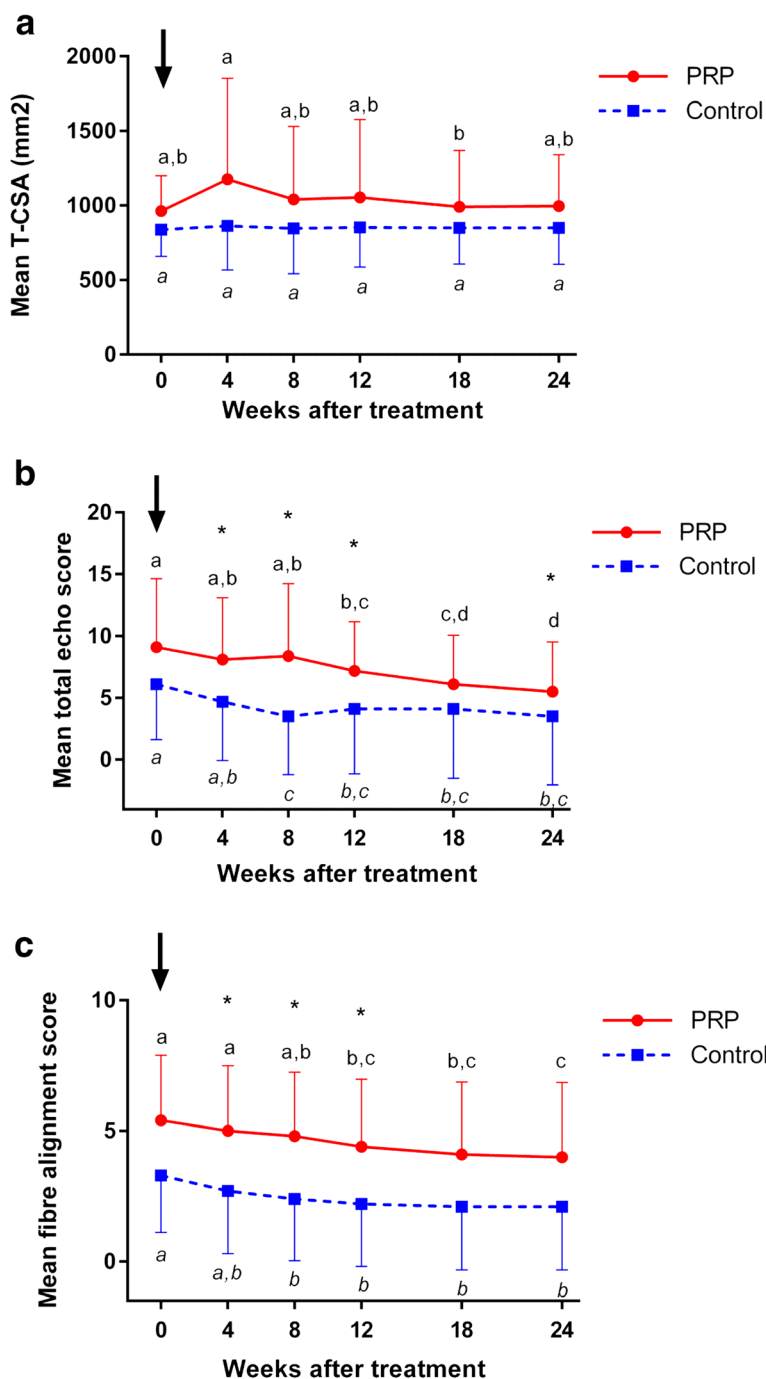 a
2000
1500
1000
500
0
Mean T-CSA (mm2)
a,b a a,b a,b b a,b
a a a a a a
0 4 8 12 18 24
Weeks after treatment
PRP
Control
b
20
15
10
5
0
Mean total echo score
* * * *
a a,b a,b b,c c,d d
a a,b c b,c b,c b,c
0 4 8 12 18 24
Weeks after treatment
PRP
Control
c
10
5
0
Mean fibre alignment score
* * *
a a a,b b,c b,c c
a a,b b b b b
0 4 8 12 18 24
Weeks after treatment
PRP
Control